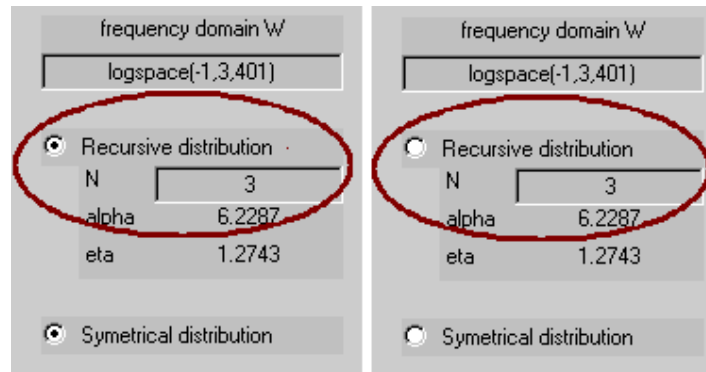 frequency domain W
logspace(-1,3,401)
Recursive distribution
N 3
alpha 6.2287
eta 1.2743
Symetrical distribution
frequency domain W
logspace(-1,3,401)
Recursive distribution
N 3
alpha 6.2287
eta 1.2743
Symetrical distribution